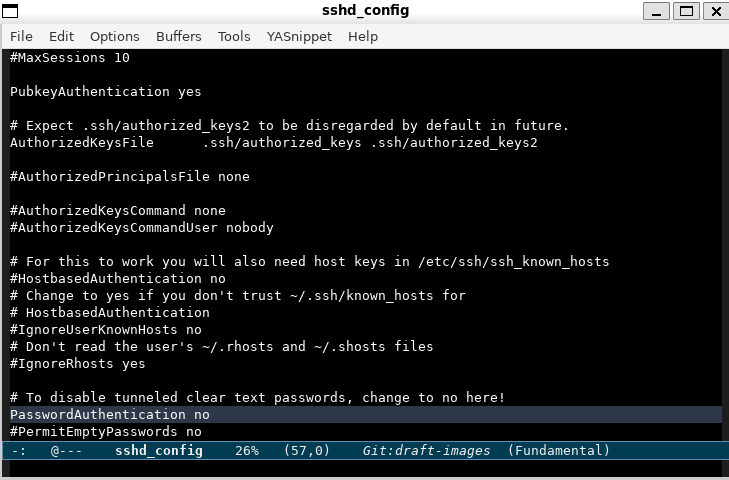 sshd_config
File Edit Options Buffers Tools YASnippet Help
#MaxSessions 10
PubkeyAuthentication yes
# Expect .ssh/authorized_keys2 to be disregarded by default in future.
AuthorizedKeysFile      .ssh/authorized_keys .ssh/authorized_keys2
#AuthorizedPrincipalsFile none
#AuthorizedKeysCommand none
#AuthorizedKeysCommandUser nobody
# For this to work you will also need host keys in /etc/ssh/ssh_known_hosts
#HostbasedAuthentication no
# Change to yes if you don't trust ~/.ssh/known_hosts for
# HostbasedAuthentication
#IgnoreUserKnownHosts no
# Don't read the user's ~/.rhosts and ~/.shosts files
#IgnoreRhosts yes
# To disable tunneled clear text passwords, change to no here!
PasswordAuthentication no
#PermitEmptyPasswords no
-:   @---    sshd_config    26%   (57,0)    Git:draft-images  (Fundamental)